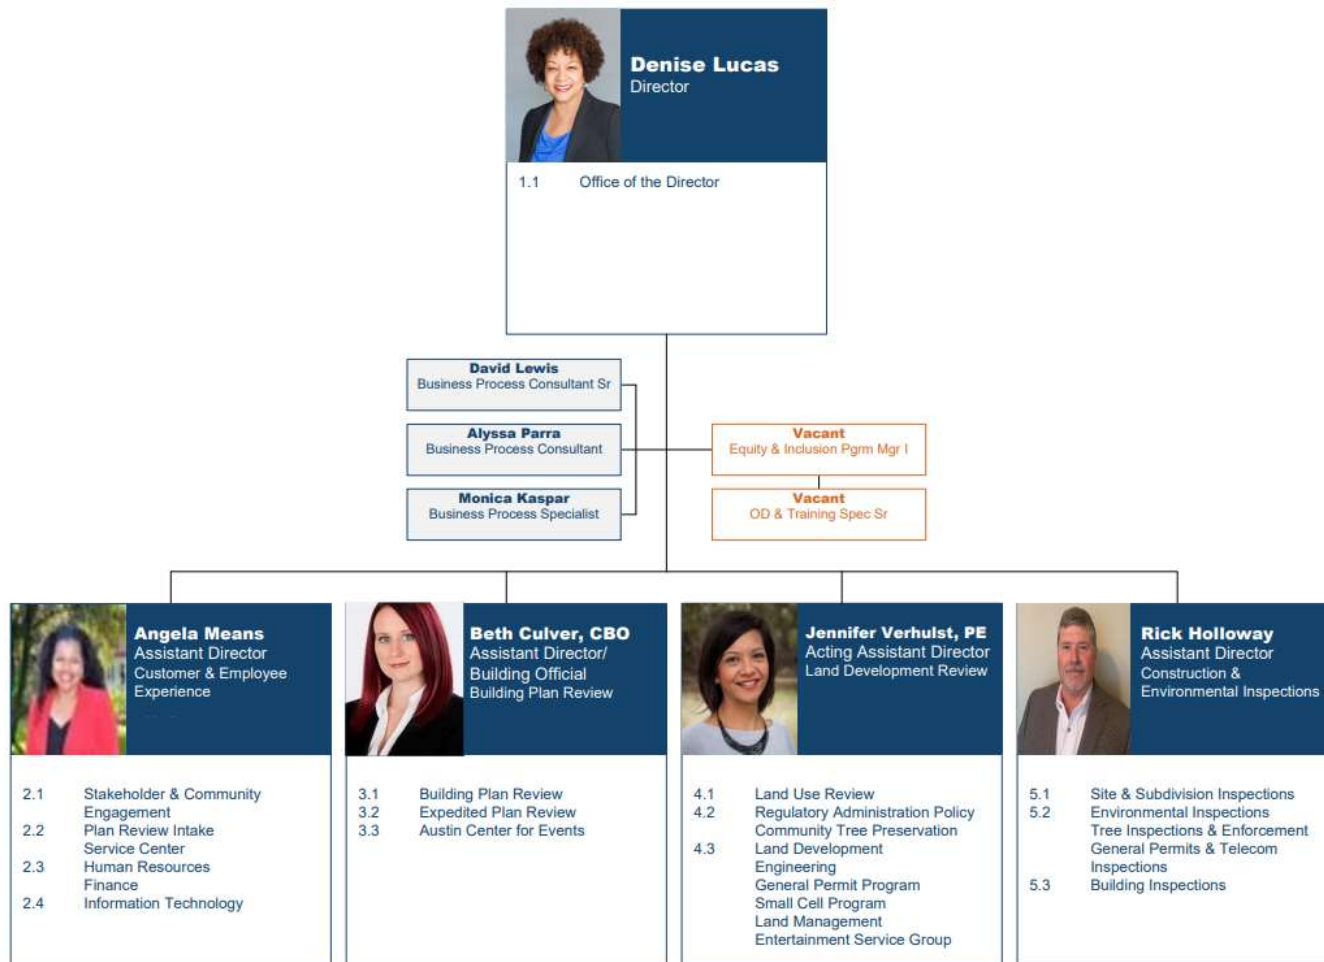 Denise Lucas
Director
1.1 Office of the Director
David Lewis
Business Process Consultant Sr
Alyssa Parra
Business Process Consultant
Monica Kaspar
Business Process Specialist
Vacant
Equity & Inclusion Pgrm Mgr I
Vacant
OD & Training Spec Sr
Angela Means
Assistant Director
Customer & Employee
Experience
2.1 Stakeholder & Community
Engagement
2.2 Plan Review Intake
Service Center
2.3 Human Resources
Finance
2.4 Information Technology
Beth Culver, CBO
Assistant Director/
Building Official
Building Plan Review
3.1 Building Plan Review
3.2 Expedited Plan Review
3.3 Austin Center for Events
Jennifer Verhulst, PE
Acting Assistant Director
Land Development Review
4.1 Land Use Review
4.2 Regulatory Administration Policy
Community Tree Preservation
4.3 Land Development
Engineering
General Permit Program
Small Cell Program
Land Management
Entertainment Service Group
Rick Holloway
Assistant Director
Construction &
Environmental Inspections
5.1 Site & Subdivision Inspections
5.2 Environmental Inspections
Tree Inspections & Enforcement
General Permits & Telecom
Inspections
5.3 Building Inspections